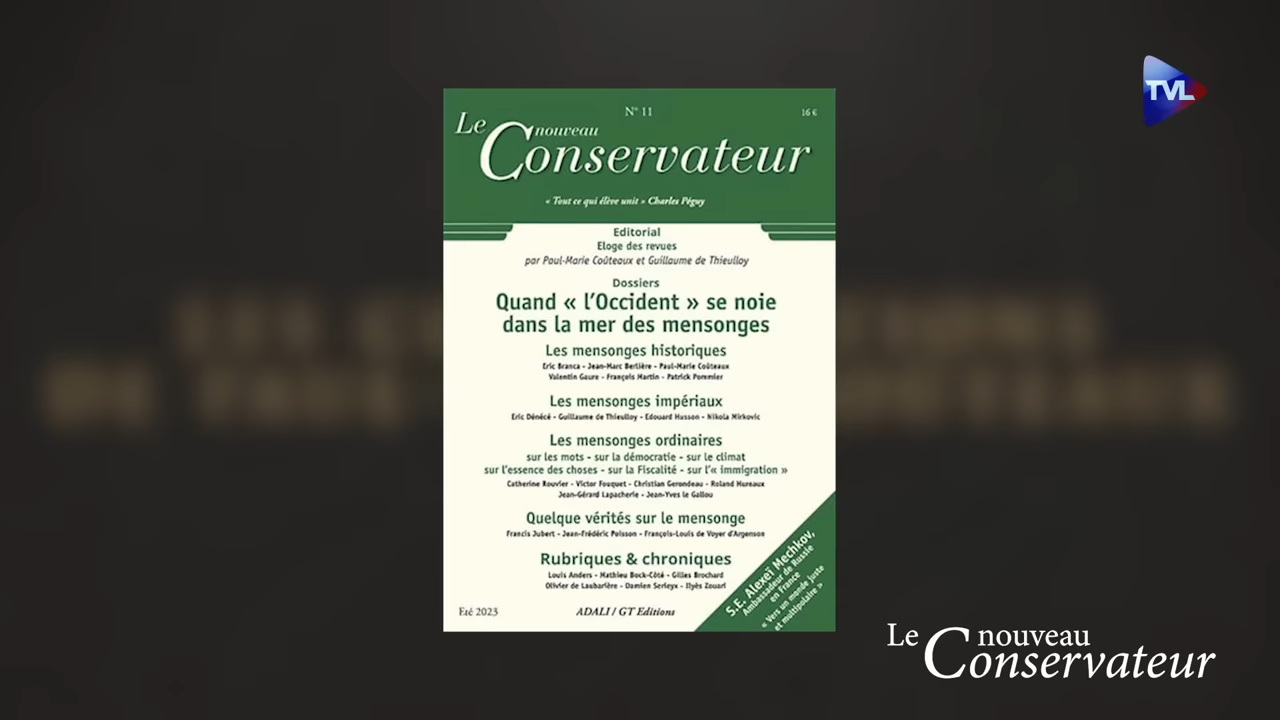 TVL
N° 11
16 €
Le nouveau
Conservateur
« Tout ce qui élève unit » Charles Péguy
Editorial
Eloge des revues
par Paul-Marie Coûteaux et Guillaume de Thieulloy
Dossiers
Quand « l'Occident » se noie
dans la mer des mensonges
Les mensonges historiques
Eric Branca - Jean-Marc Berlière - Paul-Marie Coûteaux
Valentin Gaure - François Martin - Patrick Pommier
Les mensonges impériaux
Eric Dénécé - Guillaume de Thieulloy - Edouard Husson - Nikola Mirkovic
Les mensonges ordinaires
sur les mots - sur la démocratie - sur le climat
sur l'essence des choses - sur la Fiscalité - sur l'« immigration »
Catherine Rouvier - Victor Fouquet - Christian Gerondeau - Roland Hureaux
Jean-Gérard Lapacherie - Jean-Yves le Gallou
Quelque vérités sur le mensonge
Francis Jubert - Jean-Frédéric Poisson - François-Louis de Voyer d'Argenson
Rubriques & chroniques
Louis Anders - Mathieu Bock-Côté - Gilles Brochard
Olivier de Laubarière - Damien Serieyx - Ilyès Zouari
S.E. Alexeï Mechkov,
Ambassadeur de Russie
en France
« Vers un monde juste
et multipolaire »
Eté 2023
ADALI / GT Editions
Le nouveau
Conservateur